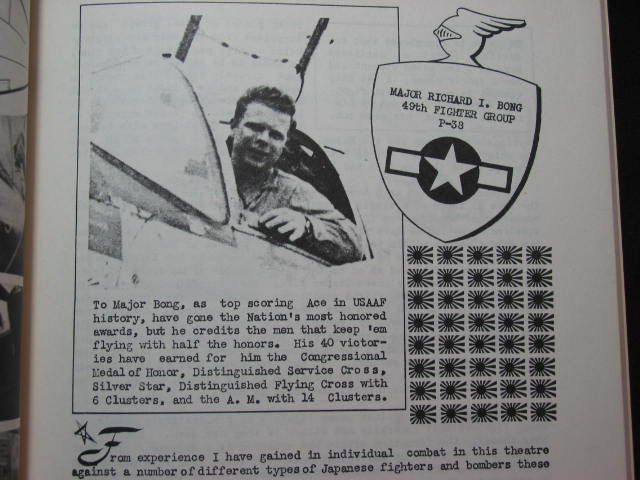 MAJOR RICHARD I. BONG
49th FIGHTER GROUP
P-38
To Major Bong, as top scoring Ace in USAAF
history, have gone the Nation's most honored
awards, but he credits the men that keep 'em
flying with half the honors. His 40 victor-
ies have earned for him the Congressional
Medal of Honor, Distinguished Service Cross,
Silver Star, Distinguished Flying Cross with
6 Clusters, and the A. M. with 14 Clusters.
From experience I have gained in individual combat in this theatre
against a number of different types of Japanese fighters and bombers these